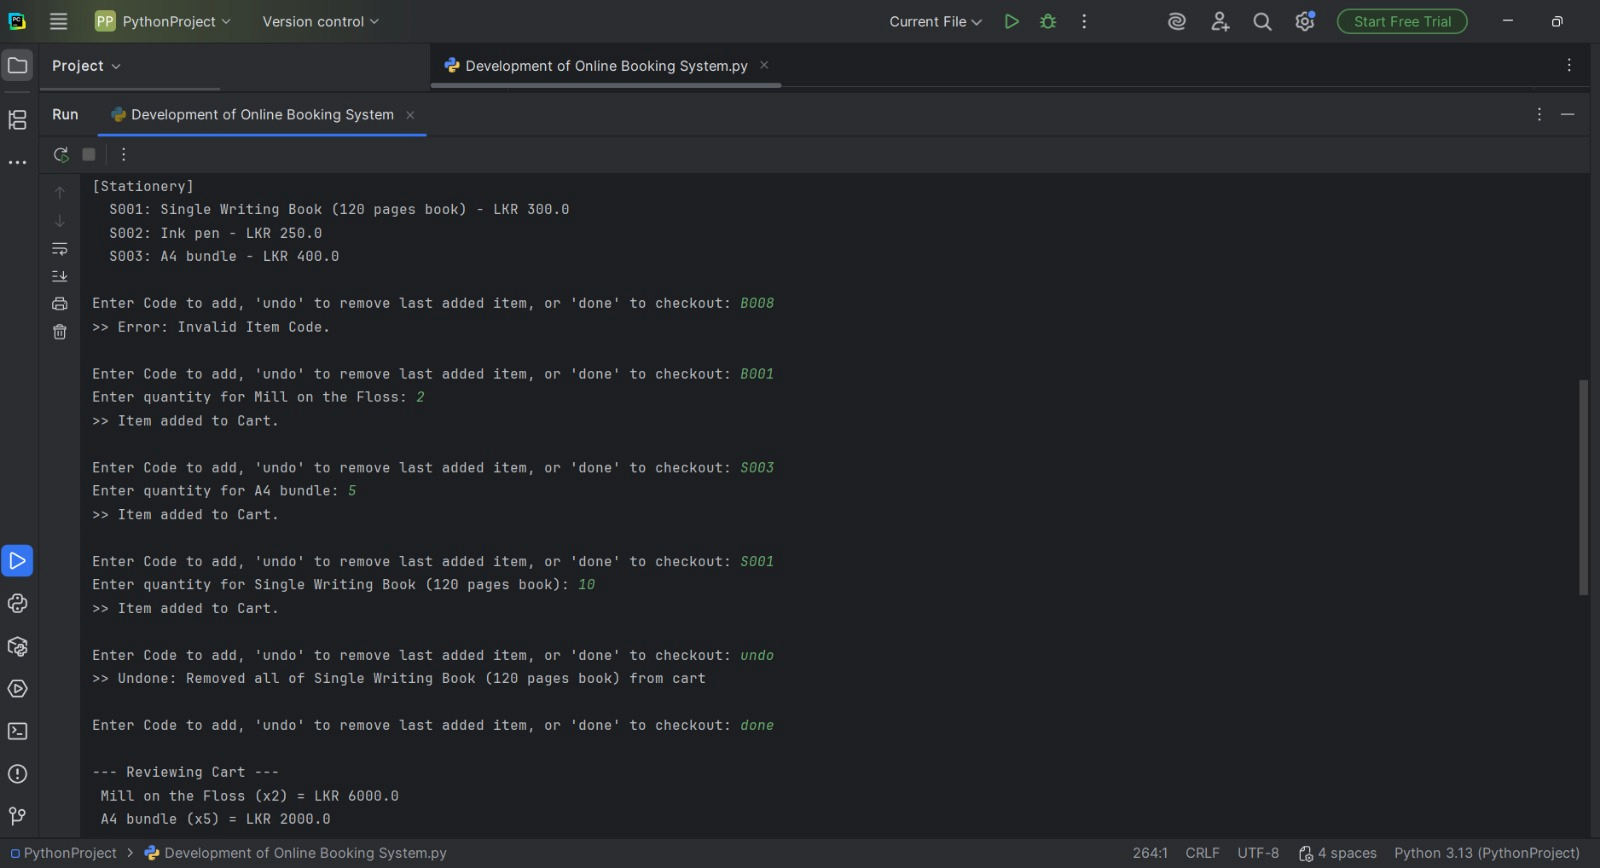 PP PythonProject Version control Current File Start Free Trial
Project Development of Online Booking System.py
Run Development of Online Booking System
[Stationery]
S001: Single Writing Book (120 pages book) - LKR 300.0
S002: Ink pen - LKR 250.0
S003: A4 bundle - LKR 400.0
Enter Code to add, 'undo' to remove last added item, or 'done' to checkout: B008
>> Error: Invalid Item Code.
Enter Code to add, 'undo' to remove last added item, or 'done' to checkout: B001
Enter quantity for Mill on the Floss: 2
>> Item added to Cart.
Enter Code to add, 'undo' to remove last added item, or 'done' to checkout: S003
Enter quantity for A4 bundle: 5
>> Item added to Cart.
Enter Code to add, 'undo' to remove last added item, or 'done' to checkout: S001
Enter quantity for Single Writing Book (120 pages book): 10
>> Item added to Cart.
Enter Code to add, 'undo' to remove last added item, or 'done' to checkout: undo
>> Undone: Removed all of Single Writing Book (120 pages book) from cart
Enter Code to add, 'undo' to remove last added item, or 'done' to checkout: done
--- Reviewing Cart ---
Mill on the Floss (x2) = LKR 6000.0
A4 bundle (x5) = LKR 2000.0
PythonProject > Development of Online Booking System.py 264:1 CRLF UTF-8 4 spaces Python 3.13 (PythonProject)